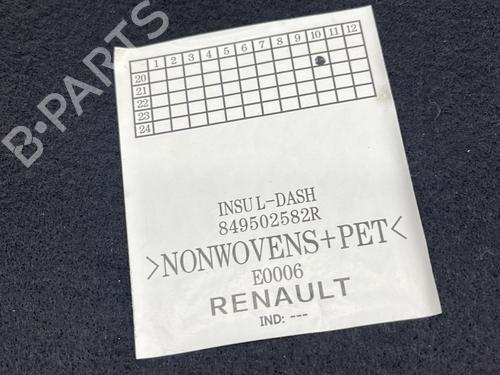 1 2 3 4 5 6 7 8 9 10 11 12
20
21
22
23
24
INSUL-DASH
849502582R
>NONWOVENS+PET<
E0006
RENAULT
IND: ---
B-PARTS